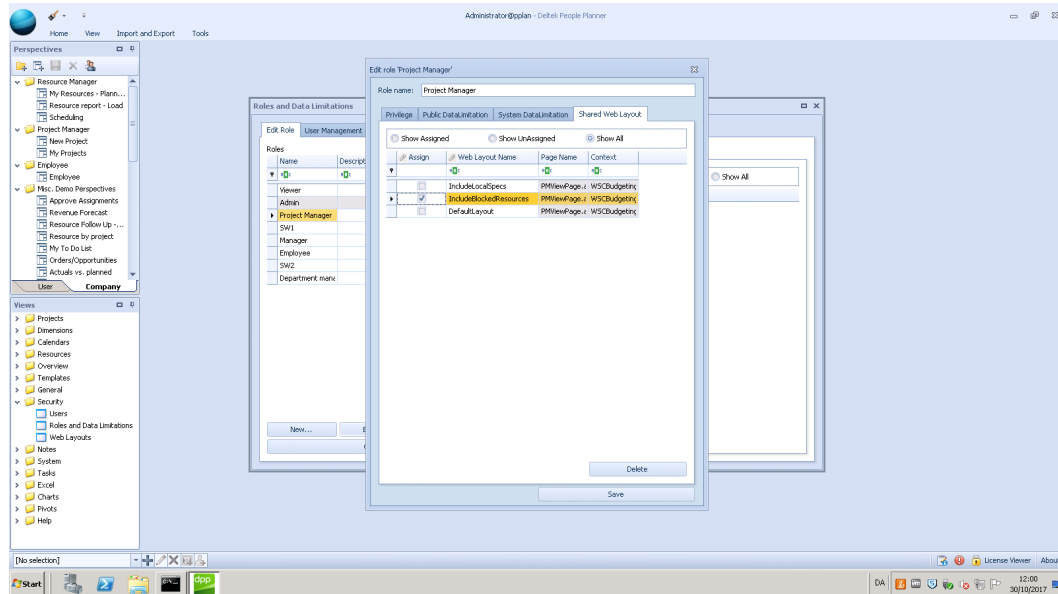 Administrator@pplan - Deltek People Planner
Home View Import and Export Tools
Perspectives
Resource Manager
My Resources - Plann...
Resource report - Load
Scheduling
Project Manager
New Project
My Projects
Employee
Employee
Misc. Demo Perspectives
Approve Assignments
Revenue Forecast
Resource Follow Up -...
Resource by project
My To Do List
Orders/Opportunities
Actuals vs. planned
User Company
Views
Projects
Dimensions
Calendars
Resources
Overview
Templates
General
Security
Users
Roles and Data Limitations
Web Layouts
Notes
System
Tasks
Excel
Charts
Pivots
Help
Roles and Data Limitations
Edit Role User Management
Roles
Name Descript
Viewer
Admin
Project Manager
SW1
Manager
Employee
SW2
Department mana
New...
Show All
Edit role 'Project Manager'
Role name: Project Manager
Privilege Public DataLimitation System DataLimitation Shared Web Layout
Show Assigned Show UnAssigned Show All
Assign Web Layout Name Page Name Context
IncludeLocalSpecs PMViewPage.a WSCBudgeting
IncludeBlockedResources PMViewPage.a WSCBudgeting
DefaultLayout PMViewPage.a WSCBudgeting
Delete
Save
[No selection]
License Viewer About
Start
dpp
DA
12:00
30/10/2017